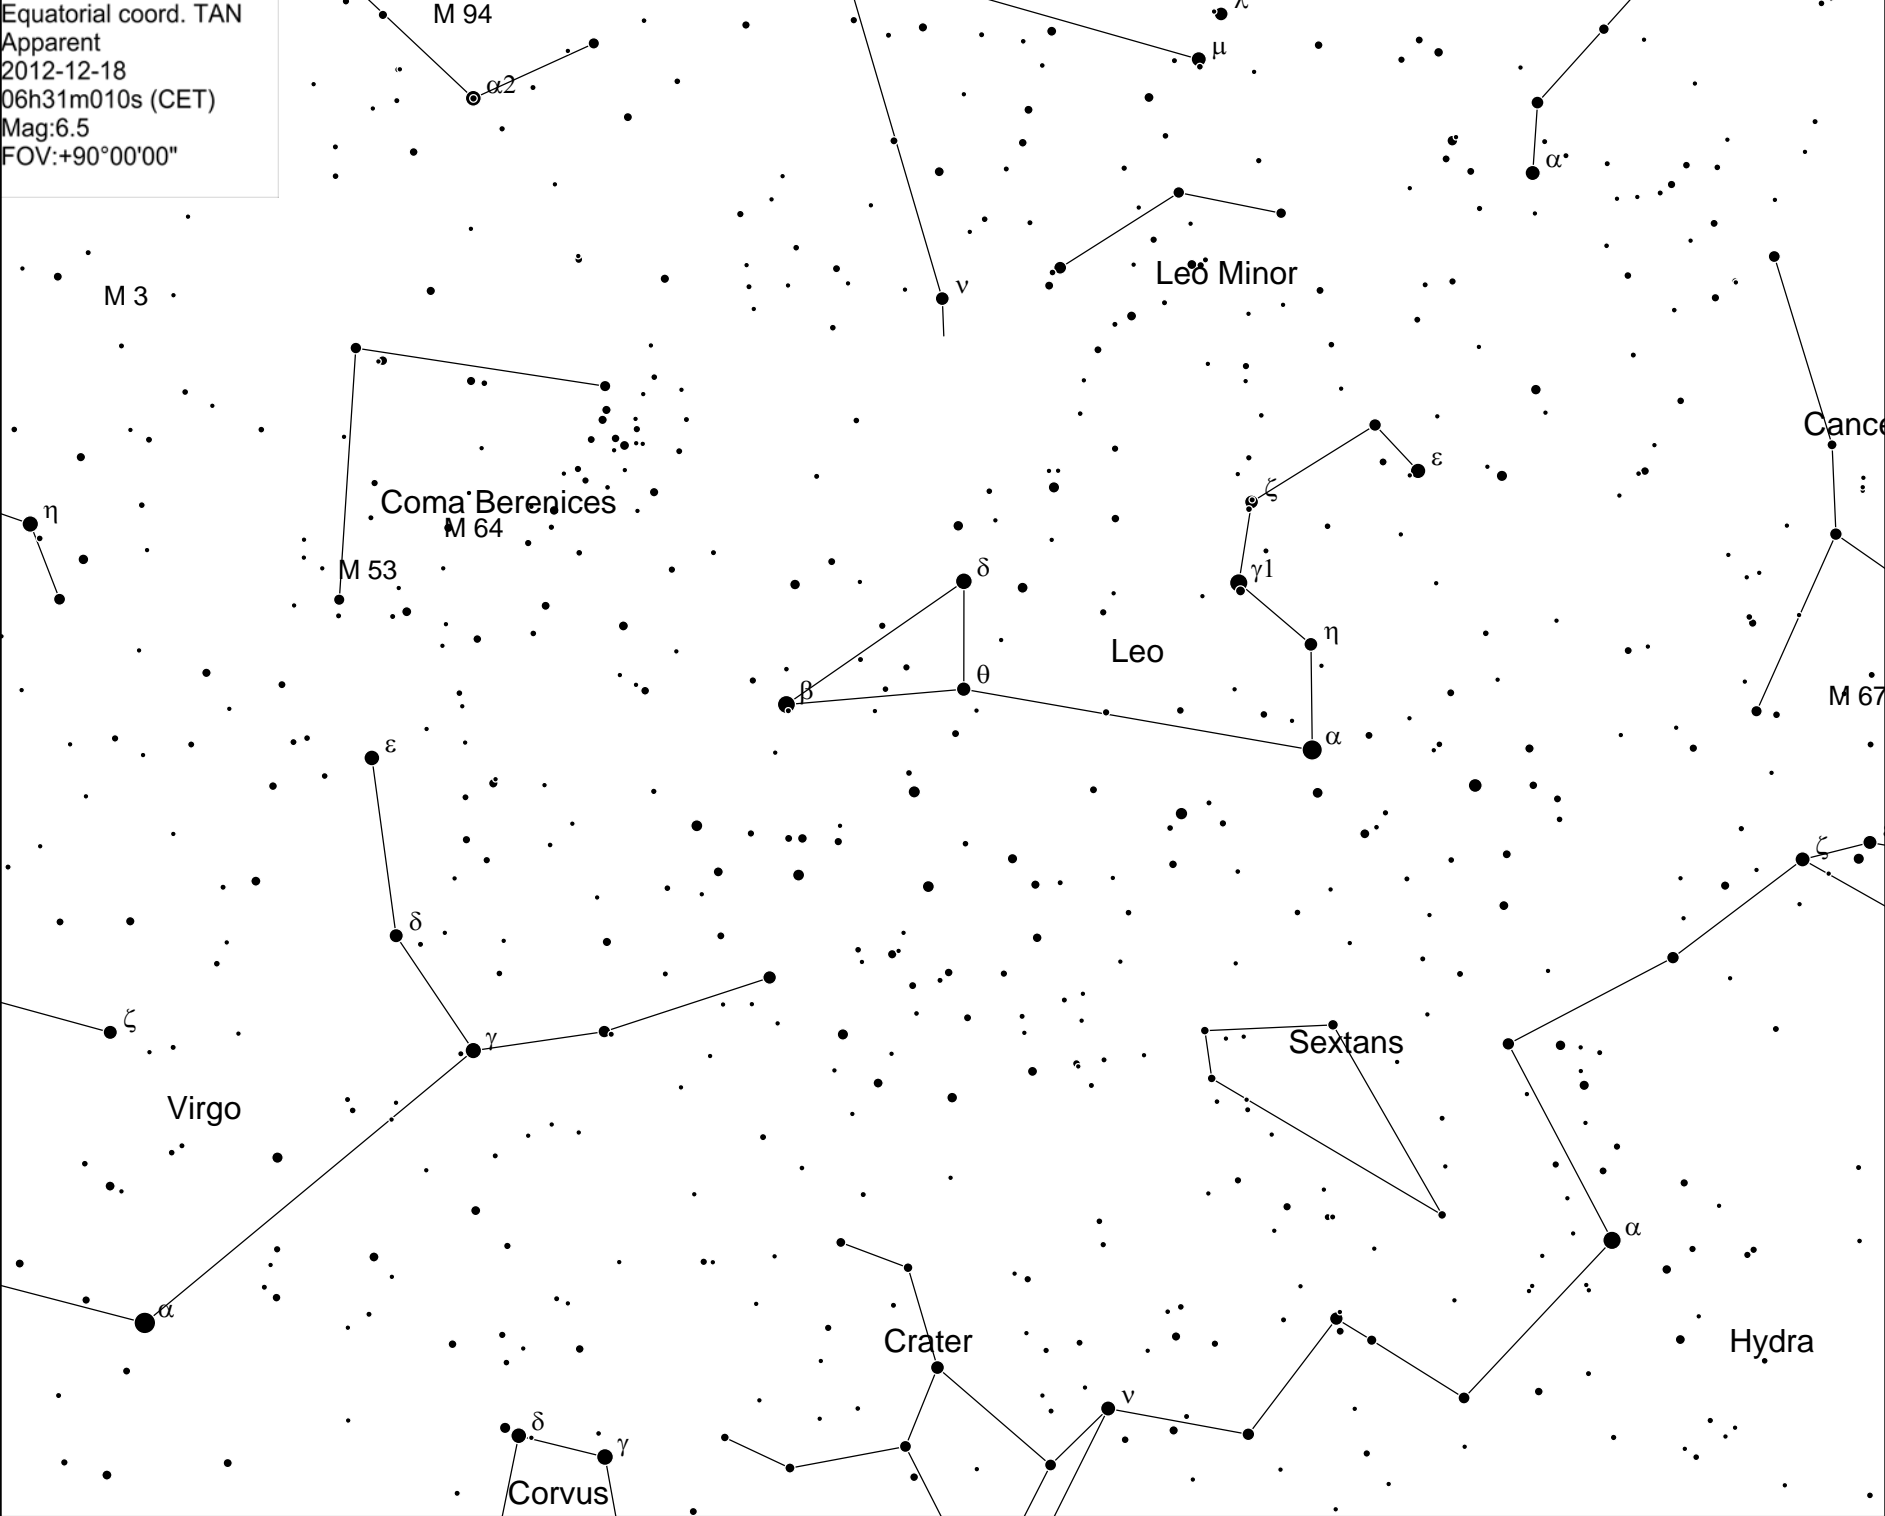 Equatorial coord. TAN
Apparent
2012-12-18
06h31m010s (CET)
Mag:6.5
FOV:+90°00'00"
M 94
λ
μ
α2
α
M 3
Leo Minor
ν
Cance
ε
ζ
Coma Berenices
M 64
η
M 53
δ
γ1
η
Leo
θ
β
M 67
α
ε
ζ
δ
ζ
γ
Sextans
Virgo
α
α
Crater
Hydra
ν
δ
γ
Corvus